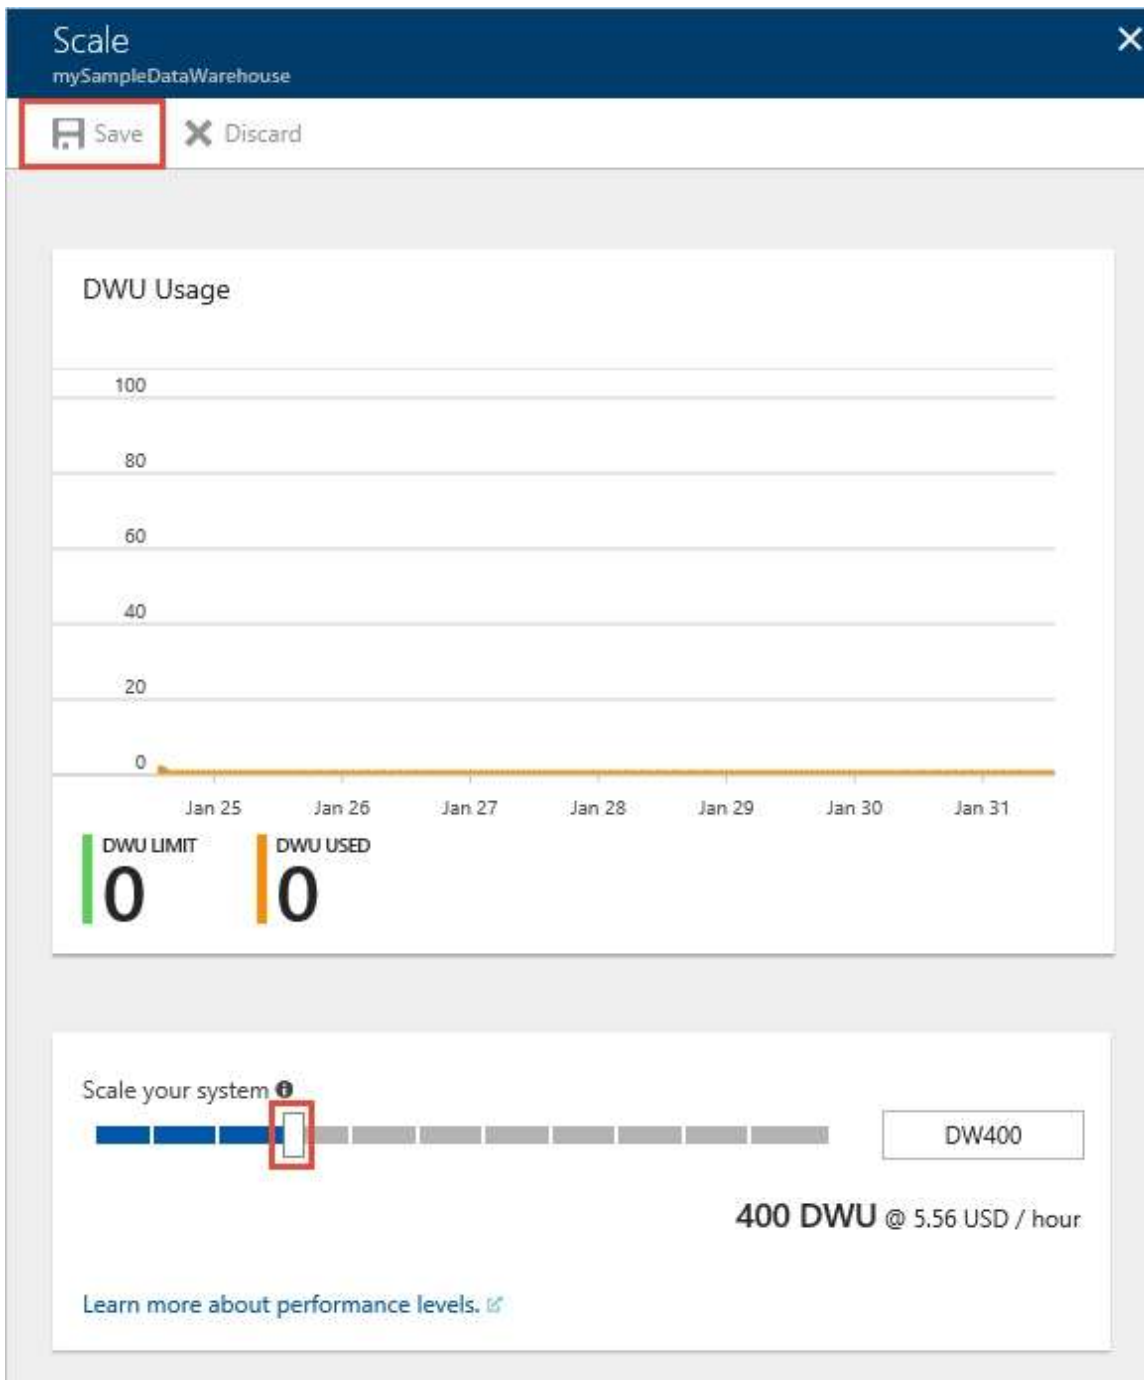 Scale
mySampleDataWarehouse
Save Discard
DWU Usage
100
80
60
40
20
0
Jan 25 Jan 26 Jan 27 Jan 28 Jan 29 Jan 30 Jan 31
DWU LIMIT DWU USED
0 0
Scale your system
DW400
400 DWU @ 5.56 USD / hour
Learn more about performance levels.